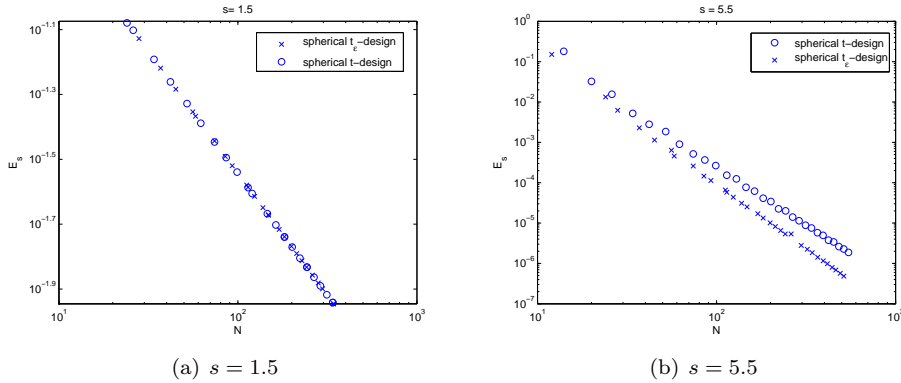 s= 1.5
10^−1.1
10^−1.3
10^−1.5
10^−1.7
10^−1.9
E_s
10^1
10^2
10^3
N
spherical t_ε−design
spherical t−design
(a) s = 1.5
s = 5.5
10^0
10^−1
10^−2
10^−3
10^−4
10^−5
10^−6
10^−7
E_s
10^1
10^2
10^3
N
spherical t−design
spherical t_ε−design
(b) s = 5.5